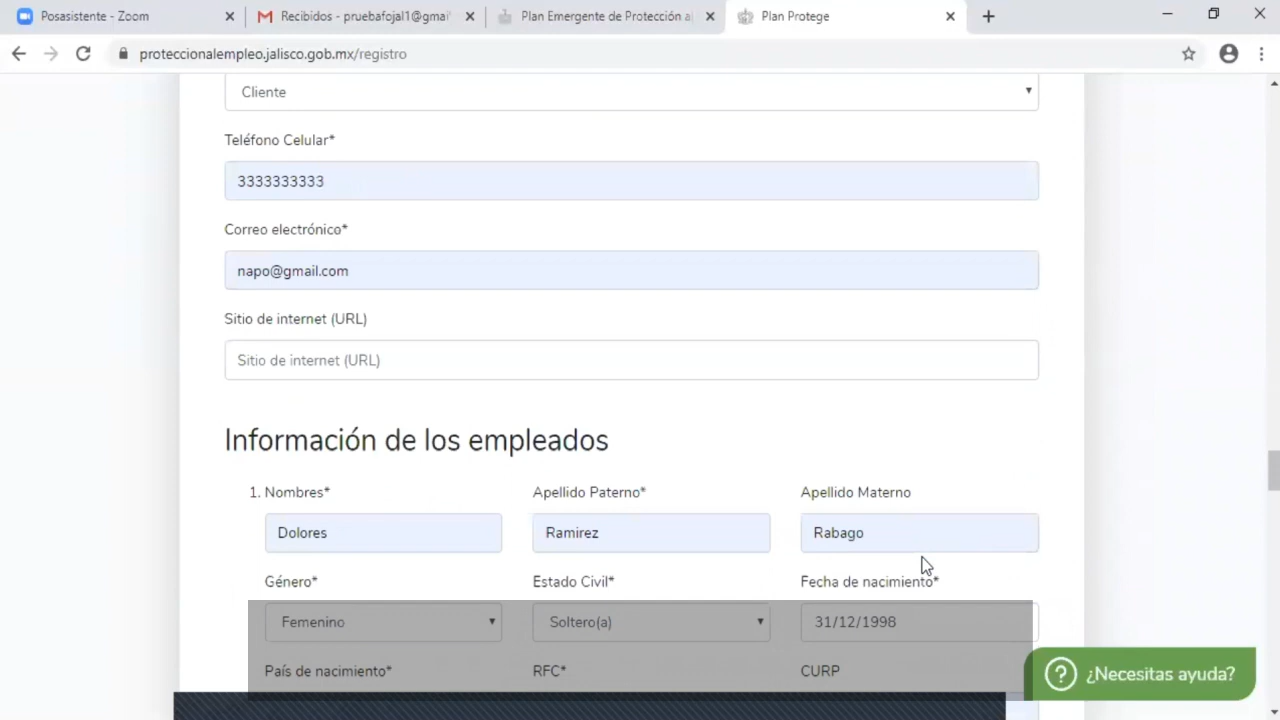 Posasistente - Zoom
Recibidos - pruebafojal1@gmai
Plan Emergente de Protección a
Plan Protege
proteccionalempleo.jalisco.gob.mx/registro
Cliente
Teléfono Celular*
3333333333
Correo electrónico*
napo@gmail.com
Sitio de internet (URL)
Sitio de internet (URL)
Información de los empleados
1. Nombres* Apellido Paterno* Apellido Materno
Dolores Ramirez Rabago
Género* Estado Civil* Fecha de nacimiento*
Femenino Soltero(a) 31/12/1998
País de nacimiento* RFC* CURP
¿Necesitas ayuda?